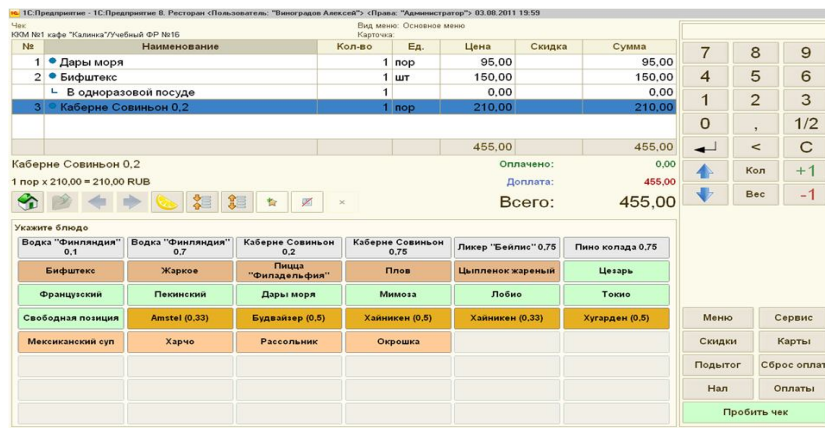 1С:Предприятие - 1С:Предприятие 8. Ресторан <Пользователь: "Виноградов Алексей"> <Права: "Администратор"> 03.08.2011 19:59
Чек Вид меню: Основное меню
ККМ №1 кафе "Калинка"/Учебный ФР №16 Карточка:
№ Наименование Кол-во Ед. Цена Скидка Сумма
1 Дары моря 1 пор 95,00 95,00
2 Бифштекс 1 шт 150,00 150,00
В одноразовой посуде 1 0,00 0,00
3 Каберне Совиньон 0,2 1 пор 210,00 210,00
455,00 455,00
Каберне Совиньон 0,2 Оплачено: 0,00
1 пор х 210,00 = 210,00 RUB Доплата: 455,00
Всего: 455,00
Укажите блюдо
Водка "Финляндия" 0,1
Водка "Финляндия" 0,7
Каберне Совиньон 0,2
Каберне Совиньон 0,75
Ликер "Бейлис" 0,75
Пино колада 0,75
Бифштекс Жаркое Пицца "Филадельфия" Плов Цыпленок жареный Цезарь
Французский Пекинский Дары моря Мимоза Лобио Токио
Свободная позиция Amstel (0,33) Будвайзер (0,5) Хайникен (0,5) Хайникен (0,33) Хугарден (0,5)
Мексиканский суп Харчо Рассольник Окрошка
7 8 9
4 5 6
1 2 3
0 , 1/2
< C
Кол +1
Вес -1
Меню Сервис
Скидки Карты
Подытог Сброс оплат
Нал Оплаты
Пробить чек